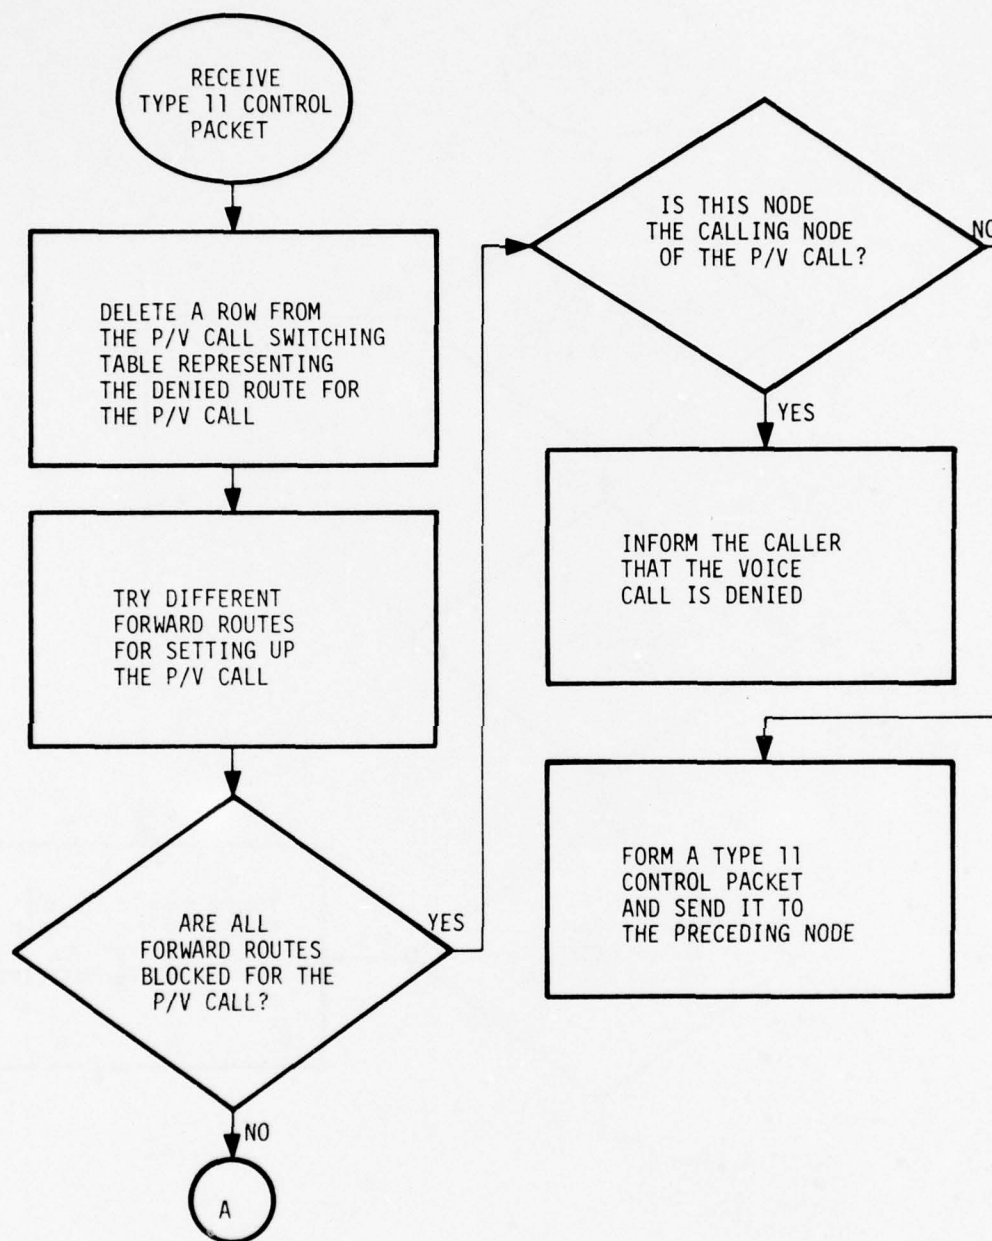 RECEIVE
TYPE 11 CONTROL
PACKET
DELETE A ROW FROM
THE P/V CALL SWITCHING
TABLE REPRESENTING
THE DENIED ROUTE FOR
THE P/V CALL
TRY DIFFERENT
FORWARD ROUTES
FOR SETTING UP
THE P/V CALL
ARE ALL
FORWARD ROUTES
BLOCKED FOR THE
P/V CALL?
YES
NO
A
IS THIS NODE
THE CALLING NODE
OF THE P/V CALL?
NO
YES
INFORM THE CALLER
THAT THE VOICE
CALL IS DENIED
FORM A TYPE 11
CONTROL PACKET
AND SEND IT TO
THE PRECEDING NODE